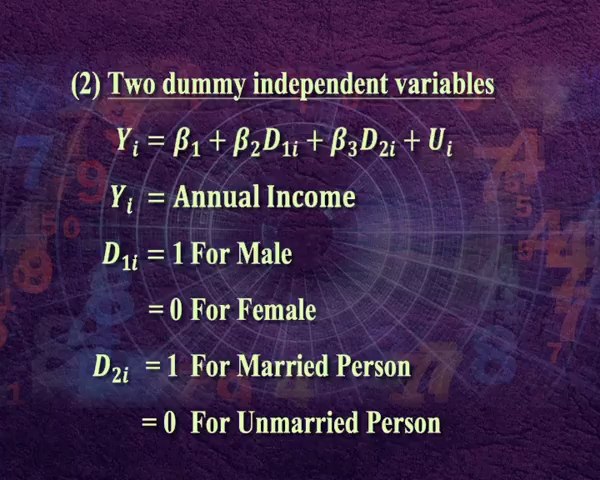 (2) Two dummy independent variables
Yᵢ = β₁ + β₂D₁ᵢ + β₃D₂ᵢ + Uᵢ
Yᵢ = Annual Income
D₁ᵢ = 1 For Male
= 0 For Female
D₂ᵢ = 1 For Married Person
= 0 For Unmarried Person